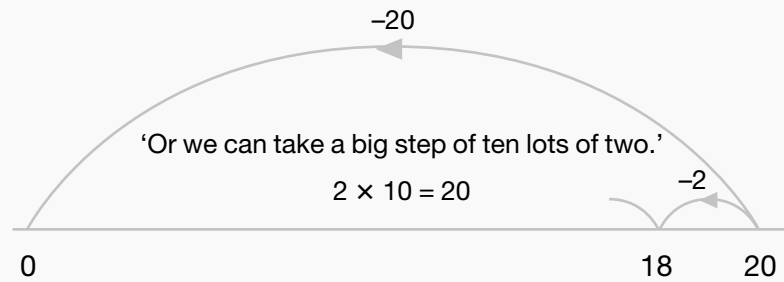 –20
‘Or we can take a big step of ten lots of two.’
–2
2 × 10 = 20
0 18 20